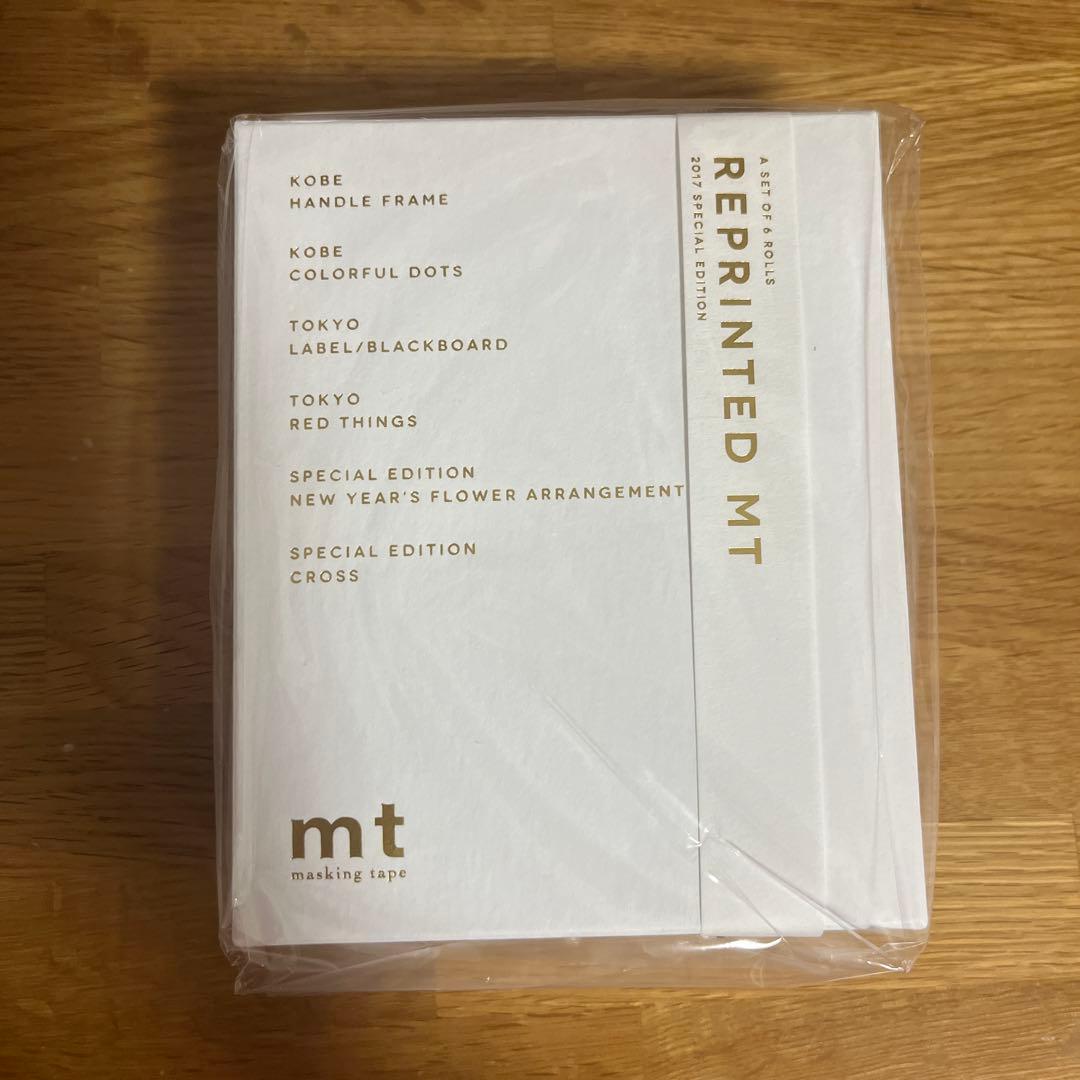 KOBE
HANDLE FRAME
KOBE
COLORFUL DOTS
TOKYO
LABEL/BLACKBOARD
TOKYO
RED THINGS
SPECIAL EDITION
NEW YEAR'S FLOWER ARRANGEMENT
SPECIAL EDITION
CROSS
mt
masking tape
A SET OF 6 ROLLS
REPRINTED MT
2017 SPECIAL EDITION